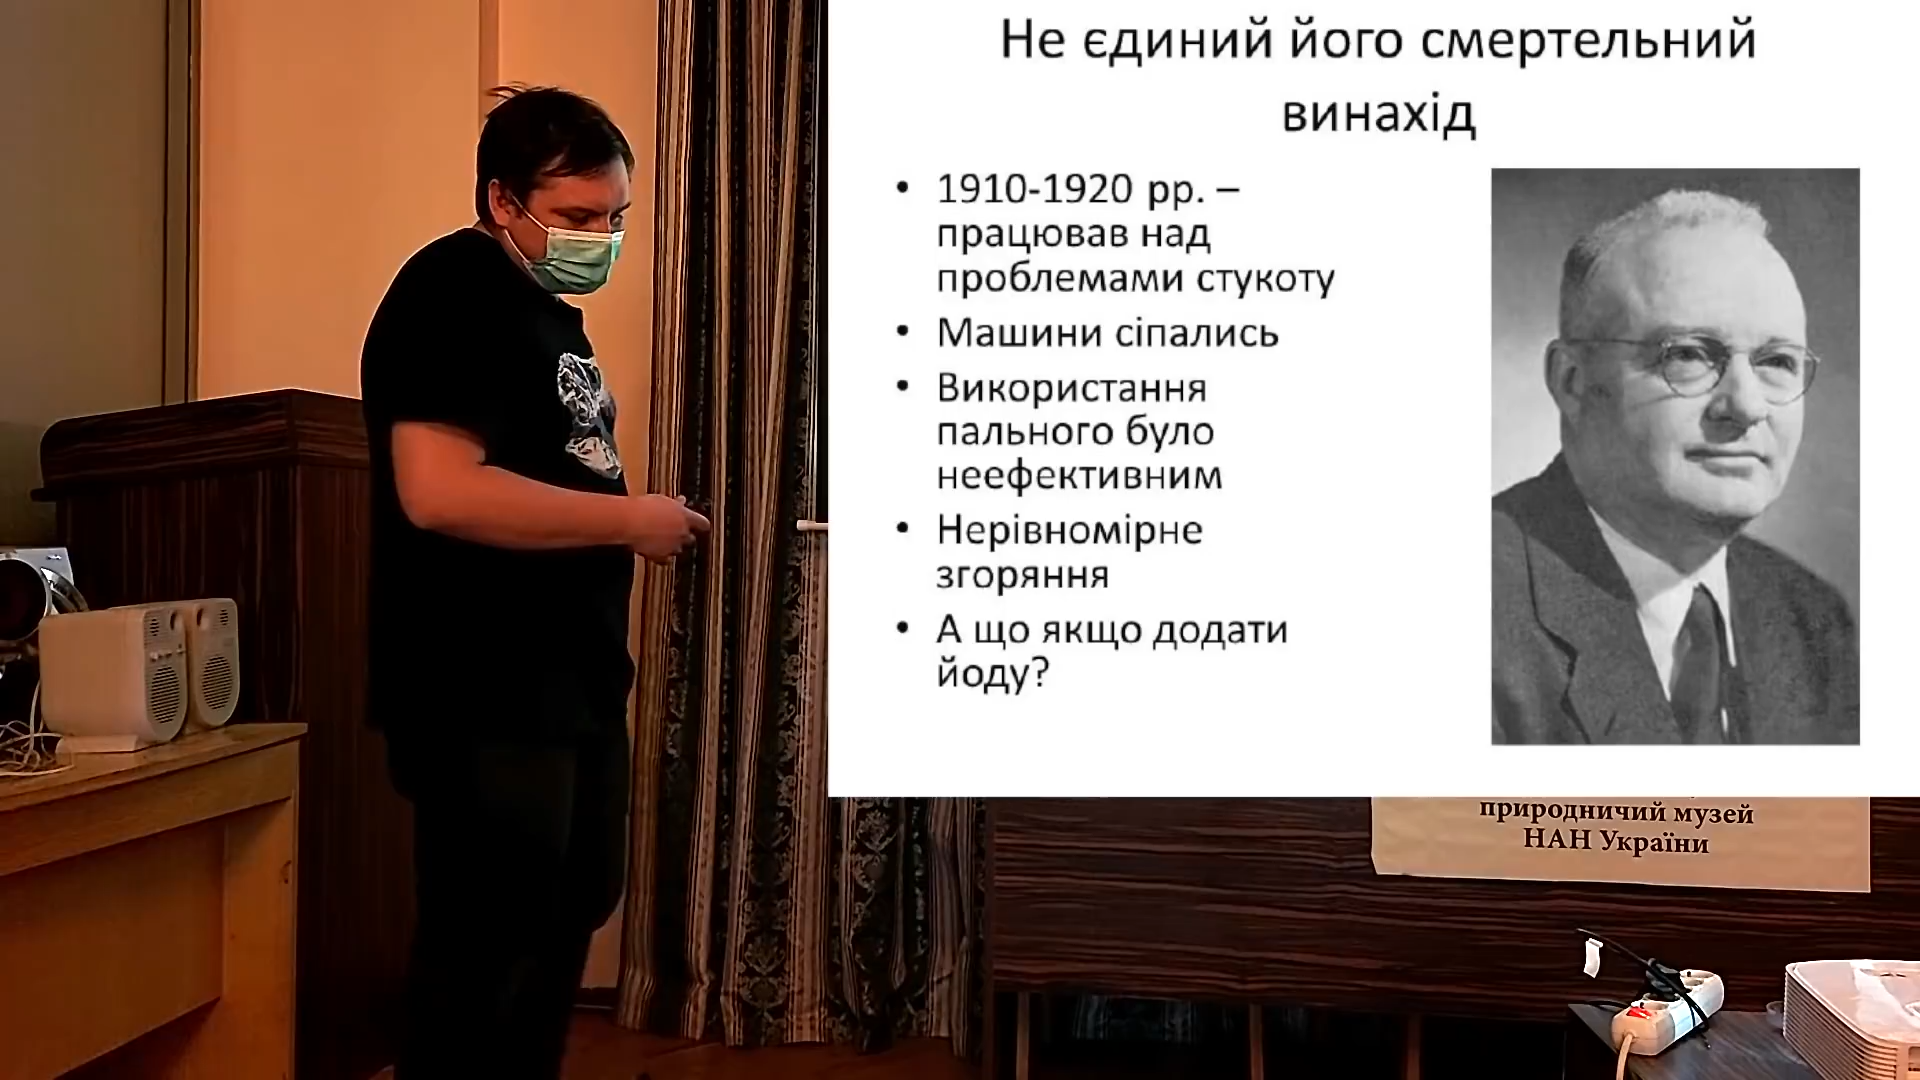 Не єдиний його смертельний
винахід
• 1910-1920 рр. –
працював над
проблемами стукоту
• Машини сіпались
• Використання
пального було
неефективним
• Нерівномірне
згоряння
• А що якщо додати
йоду?
природничий музей
НАН України